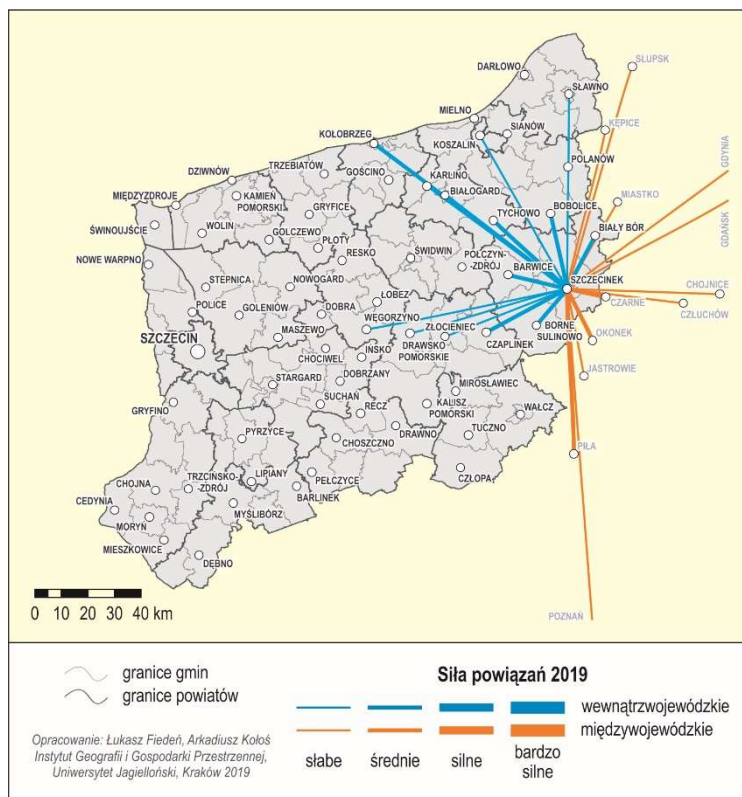 SŁUPSK
DARŁOWO
SŁAWNO
MIELNO
KĘPICE
SIANÓW
KOŁOBRZEG
KOSZALIN
GDYNIA
POLANÓW
TRZEBIATÓW
GOŚCINO
DZIWNÓW
KARLINO
BIAŁOGARD
MIASTKO
MIĘDZYZDROJE
KAMIEŃ
POMORSKI
GRYFICE
TYCHOWO
BOBOLICE
GDAŃSK
ŚWINOUJŚCIE
WOLIN
GOLCZEWO
PŁOTY
BIAŁY BÓR
NOWE WARPNO
RESKO
ŚWIDWIN
POŁCZYN-
-ZDRÓJ
BARWICE
SZCZECINEK
STEPNICA
NOWOGARD
CHOJNICE
POLICE
ŁOBEZ
CZARNE
GOLENIÓW
DOBRA
WĘGORZYNO
CZŁUCHÓW
ZŁOCIENIEC
BORNE
SULINOWO
MASZEWO
SZCZECIN
CHOCIWEL
IŃSKO
DRAWSKO
POMORSKIE
CZAPLINEK
OKONEK
DOBRZANY
JASTROWIE
STARGARD
MIROSŁAWIEC
SUCHAŃ
GRYFINO
RECZ
KALISZ
POMORSKI
WAŁCZ
DRAWNO
TUCZNO
PYRZYCE
CHOSZCZNO
PIŁA
CHOJNA
TRZCIŃSKO-
-ZDRÓJ
LIPIANY
PEŁCZYCE
CZŁOPA
CEDYNIA
BARLINEK
MORYŃ
MYŚLIBÓRZ
MIESZKOWICE
DĘBNO
0 10 20 30 40 km
POZNAŃ
granice gmin
granice powiatów
Siła powiązań 2019
wewnątrzwojewódzkie
międzywojewódzkie
słabe średnie silne bardzo
silne
Opracowanie: Łukasz Fiedeń, Arkadiusz Kołoś
Instytut Geografii i Gospodarki Przestrzennej,
Uniwersytet Jagielloński, Kraków 2019